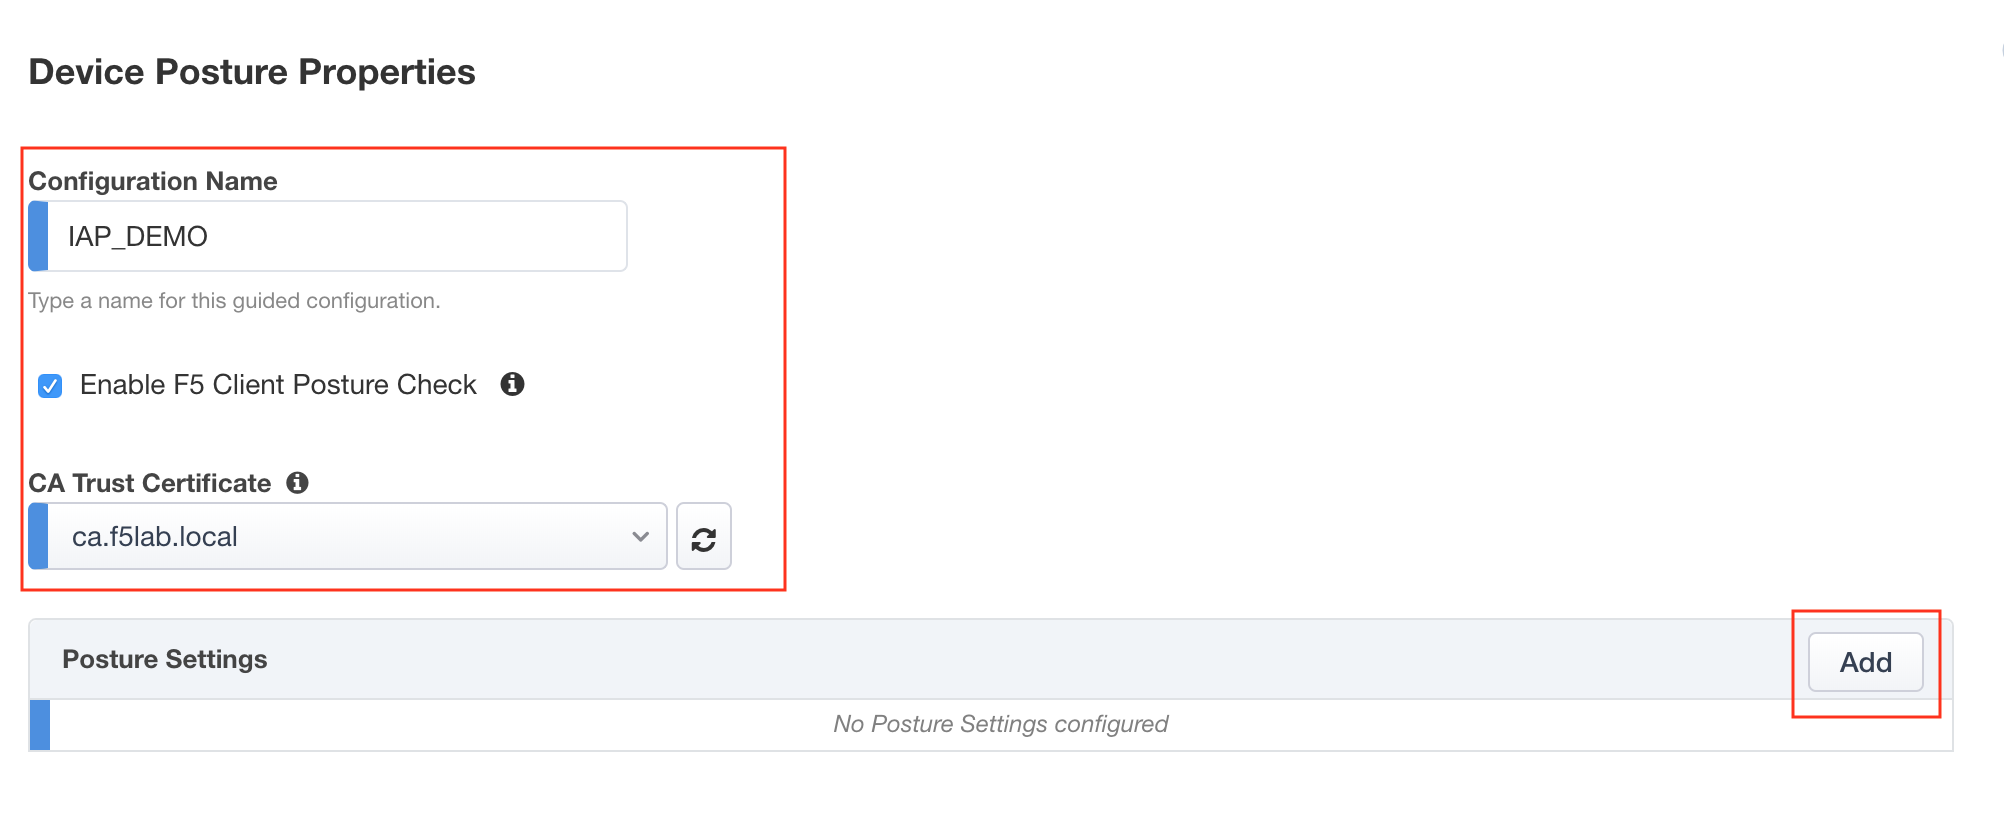 Device Posture Properties
Configuration Name
IAP_DEMO
Type a name for this guided configuration.
Enable F5 Client Posture Check
CA Trust Certificate
ca.f5lab.local
Posture Settings
Add
No Posture Settings configured